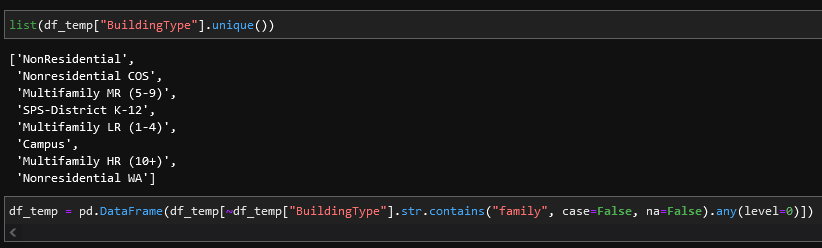 list(df_temp["BuildingType"].unique())
['NonResidential',
 'Nonresidential COS',
 'Multifamily MR (5-9)',
 'SPS-District K-12',
 'Multifamily LR (1-4)',
 'Campus',
 'Multifamily HR (10+)',
 'Nonresidential WA']
df_temp = pd.DataFrame(df_temp[~df_temp["BuildingType"].str.contains("family", case=False, na=False).any(level=0)])